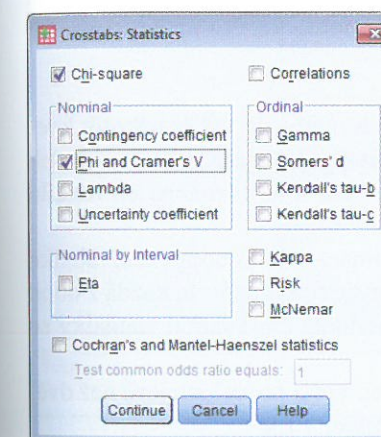 Crosstabs: Statistics
Chi-square
Correlations
Nominal
Contingency coefficient
Phi and Cramer's V
Lambda
Uncertainty coefficient
Ordinal
Gamma
Somers' d
Kendall's tau-b
Kendall's tau-c
Nominal by Interval
Eta
Kappa
Risk
McNemar
Cochran's and Mantel-Haenszel statistics
Test common odds ratio equals: 1
Continue Cancel Help